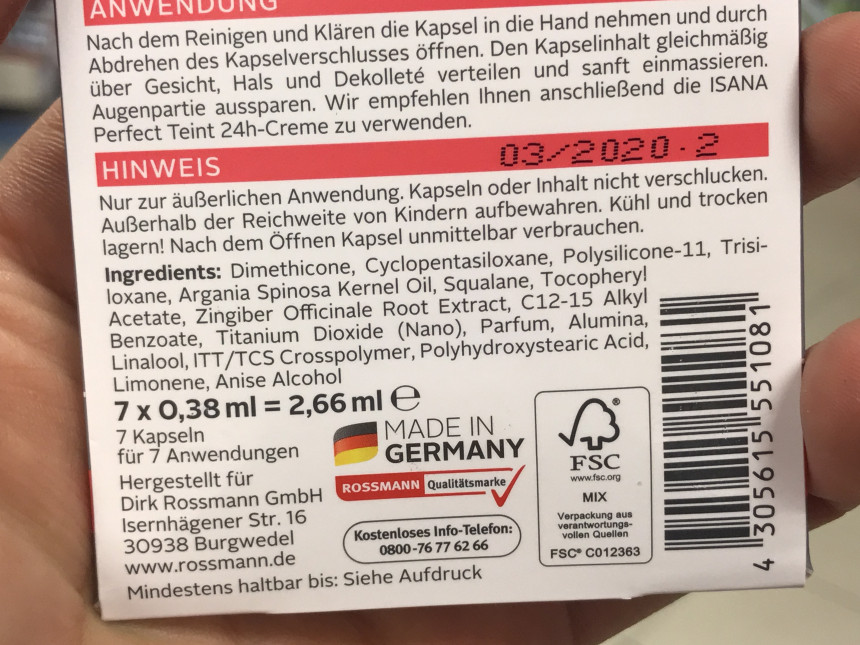 ANWENDUNG
Nach dem Reinigen und Klären die Kapsel in die Hand nehmen und durch
Abdrehen des Kapselverschlusses öffnen. Den Kapselinhalt gleichmäßig
über Gesicht, Hals und Dekolleté verteilen und sanft einmassieren.
Augenpartie aussparen. Wir empfehlen Ihnen anschließend die ISANA
Perfect Teint 24h-Creme zu verwenden.
HINWEIS
03/2020·2
Nur zur äußerlichen Anwendung. Kapseln oder Inhalt nicht verschlucken.
Außerhalb der Reichweite von Kindern aufbewahren. Kühl und trocken
lagern! Nach dem Öffnen Kapsel unmittelbar verbrauchen.
Ingredients: Dimethicone, Cyclopentasiloxane, Polysilicone-11, Trisi-
loxane, Argania Spinosa Kernel Oil, Squalane, Tocopheryl
Acetate, Zingiber Officinale Root Extract, C12-15 Alkyl
Benzoate, Titanium Dioxide (Nano), Parfum, Alumina,
Linalool, ITT/TCS Crosspolymer, Polyhydroxystearic Acid,
Limonene, Anise Alcohol
7 x 0,38 ml = 2,66 ml ℮
7 Kapseln
für 7 Anwendungen
Hergestellt für
Dirk Rossmann GmbH
Isernhägener Str. 16
30938 Burgwedel
www.rossmann.de
Mindestens haltbar bis: Siehe Aufdruck
MADE IN
GERMANY
ROSSMANN Qualitätsmarke
Kostenloses Info-Telefon:
0800-76 77 62 66
FSC
www.fsc.org
MIX
Verpackung aus
verantwortungs-
vollen Quellen
FSC® C012363
4 305615 551081